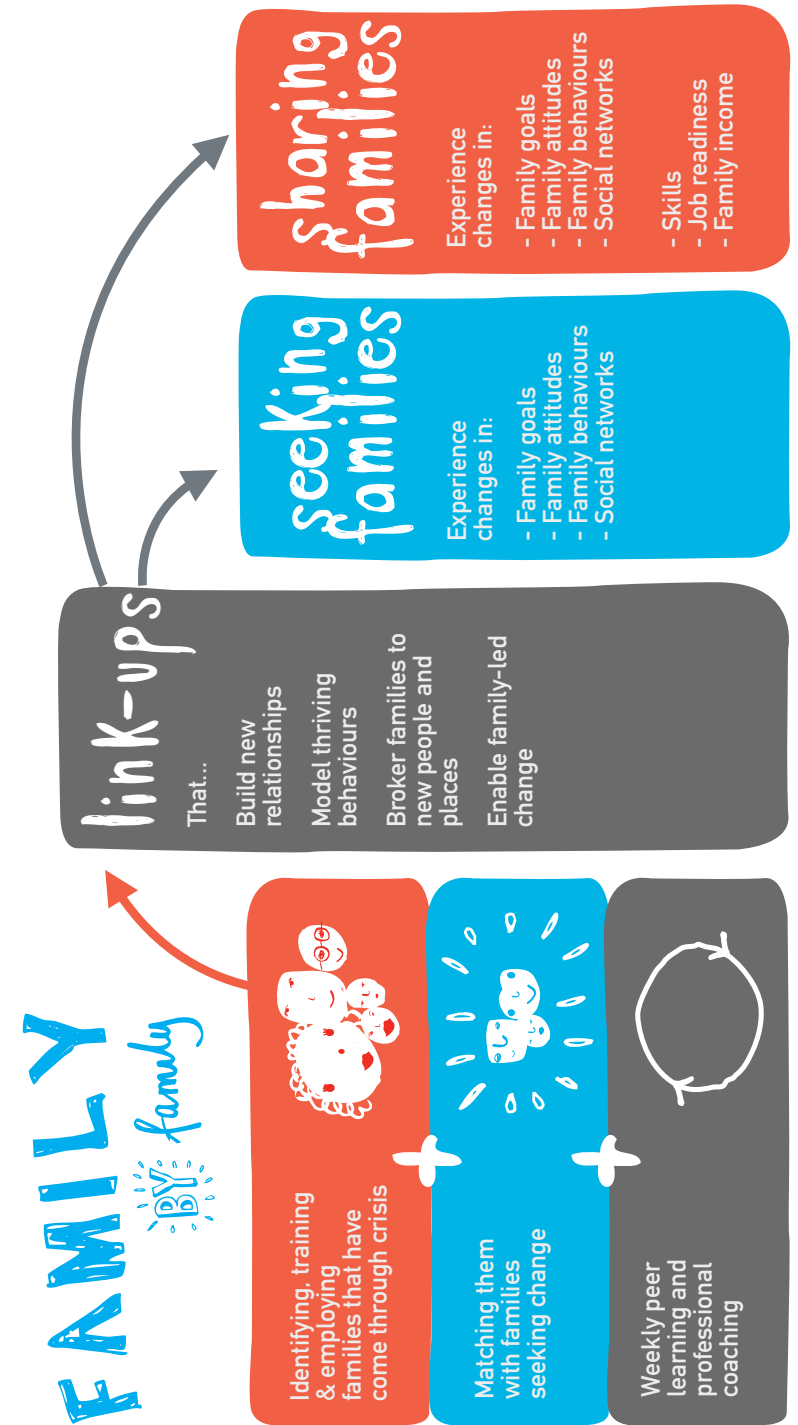 FAMILY
BY family
Identifying, training
& employing
families that have
come through crisis
Matching them
with families
seeking change
Weekly peer
learning and
professional
coaching
link-ups
That...
Build new
relationships
Model thriving
behaviours
Broker families to
new people and
places
Enable family-led
change
seeking
families
Experience
changes in:
- Family goals
- Family attitudes
- Family behaviours
- Social networks
sharing
families
Experience
changes in:
- Family goals
- Family attitudes
- Family behaviours
- Social networks
- Skills
- Job readiness
- Family income